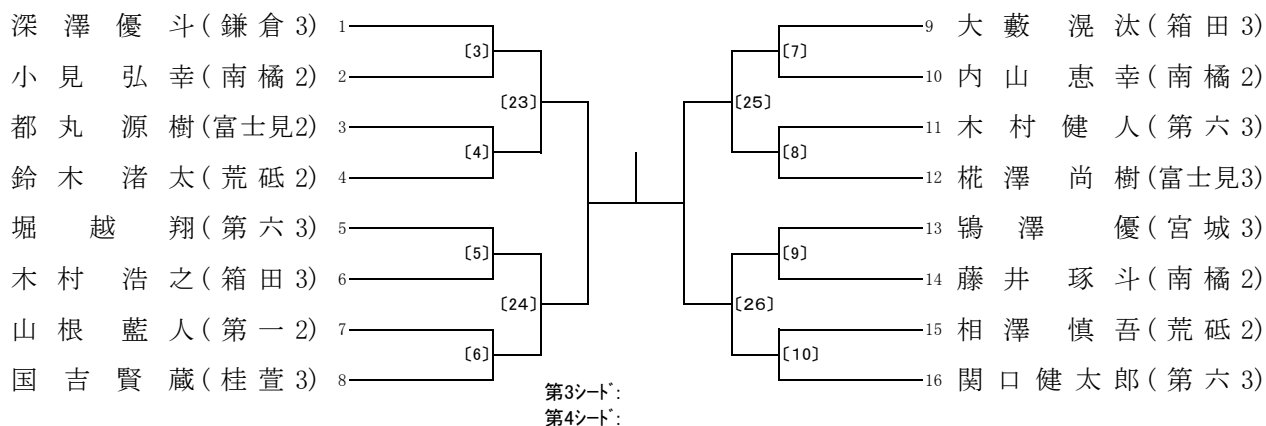 深澤優斗(鎌倉3) 1
〔3〕
小見弘幸(南橘2) 2
〔23〕
都丸源樹(富士見2) 3
〔4〕
鈴木渚太(荒砥2) 4
堀越翔(第六3) 5
〔5〕
木村浩之(箱田3) 6
〔24〕
山根藍人(第一2) 7
〔6〕
国吉賢蔵(桂萱3) 8
9 大藪滉汰(箱田3)
〔7〕
10 内山恵幸(南橘2)
〔25〕
11 木村健人(第六3)
〔8〕
12 椛澤尚樹(富士見3)
13 鴇澤優(宮城3)
〔9〕
14 藤井琢斗(南橘2)
〔26〕
15 相澤慎吾(荒砥2)
〔10〕
16 関口健太郎(第六3)
第3シード:
第4シード: